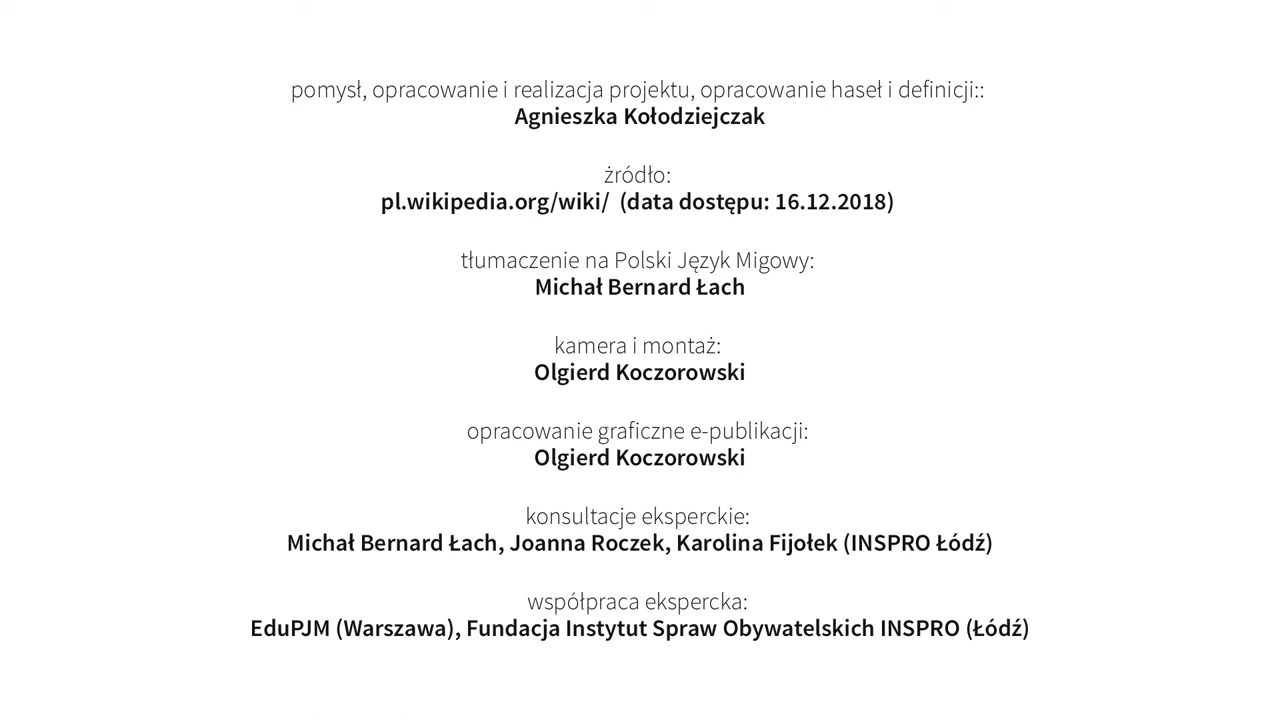 pomysł, opracowanie i realizacja projektu, opracowanie haseł i definicji::
Agnieszka Kołodziejczak
żródło:
pl.wikipedia.org/wiki/ (data dostępu: 16.12.2018)
tłumaczenie na Polski Język Migowy:
Michał Bernard Łach
kamera i montaż:
Olgierd Koczorowski
opracowanie graficzne e-publikacji:
Olgierd Koczorowski
konsultacje eksperckie:
Michał Bernard Łach, Joanna Roczek, Karolina Fijołek (INSPRO Łódź)
współpraca ekspercka:
EduPJM (Warszawa), Fundacja Instytut Spraw Obywatelskich INSPRO (Łódź)